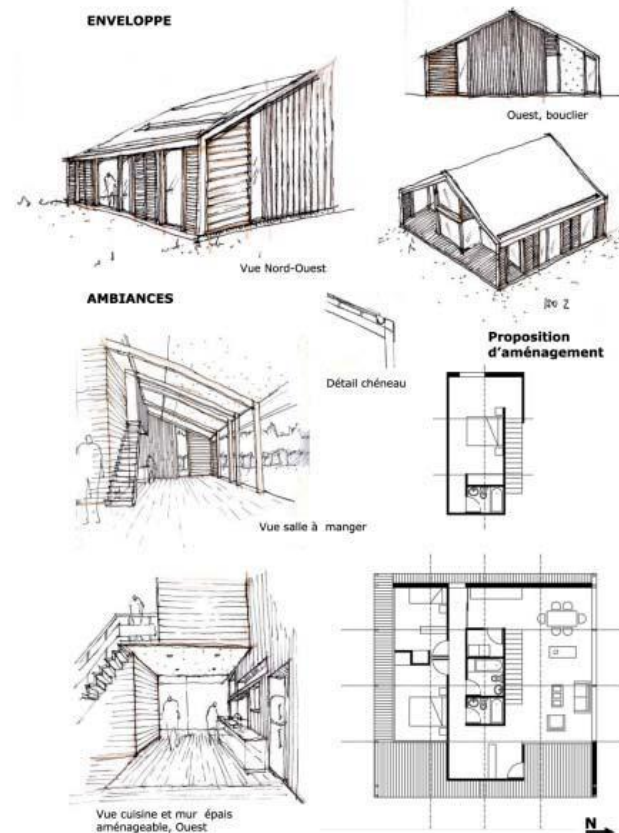 ENVELOPPE
Ouest, bouclier
Vue Nord-Ouest
AMBIANCES
Détail chéneau
Proposition
d'aménagement
Vue salle à manger
Vue cuisine et mur épais
aménageable, Ouest
N